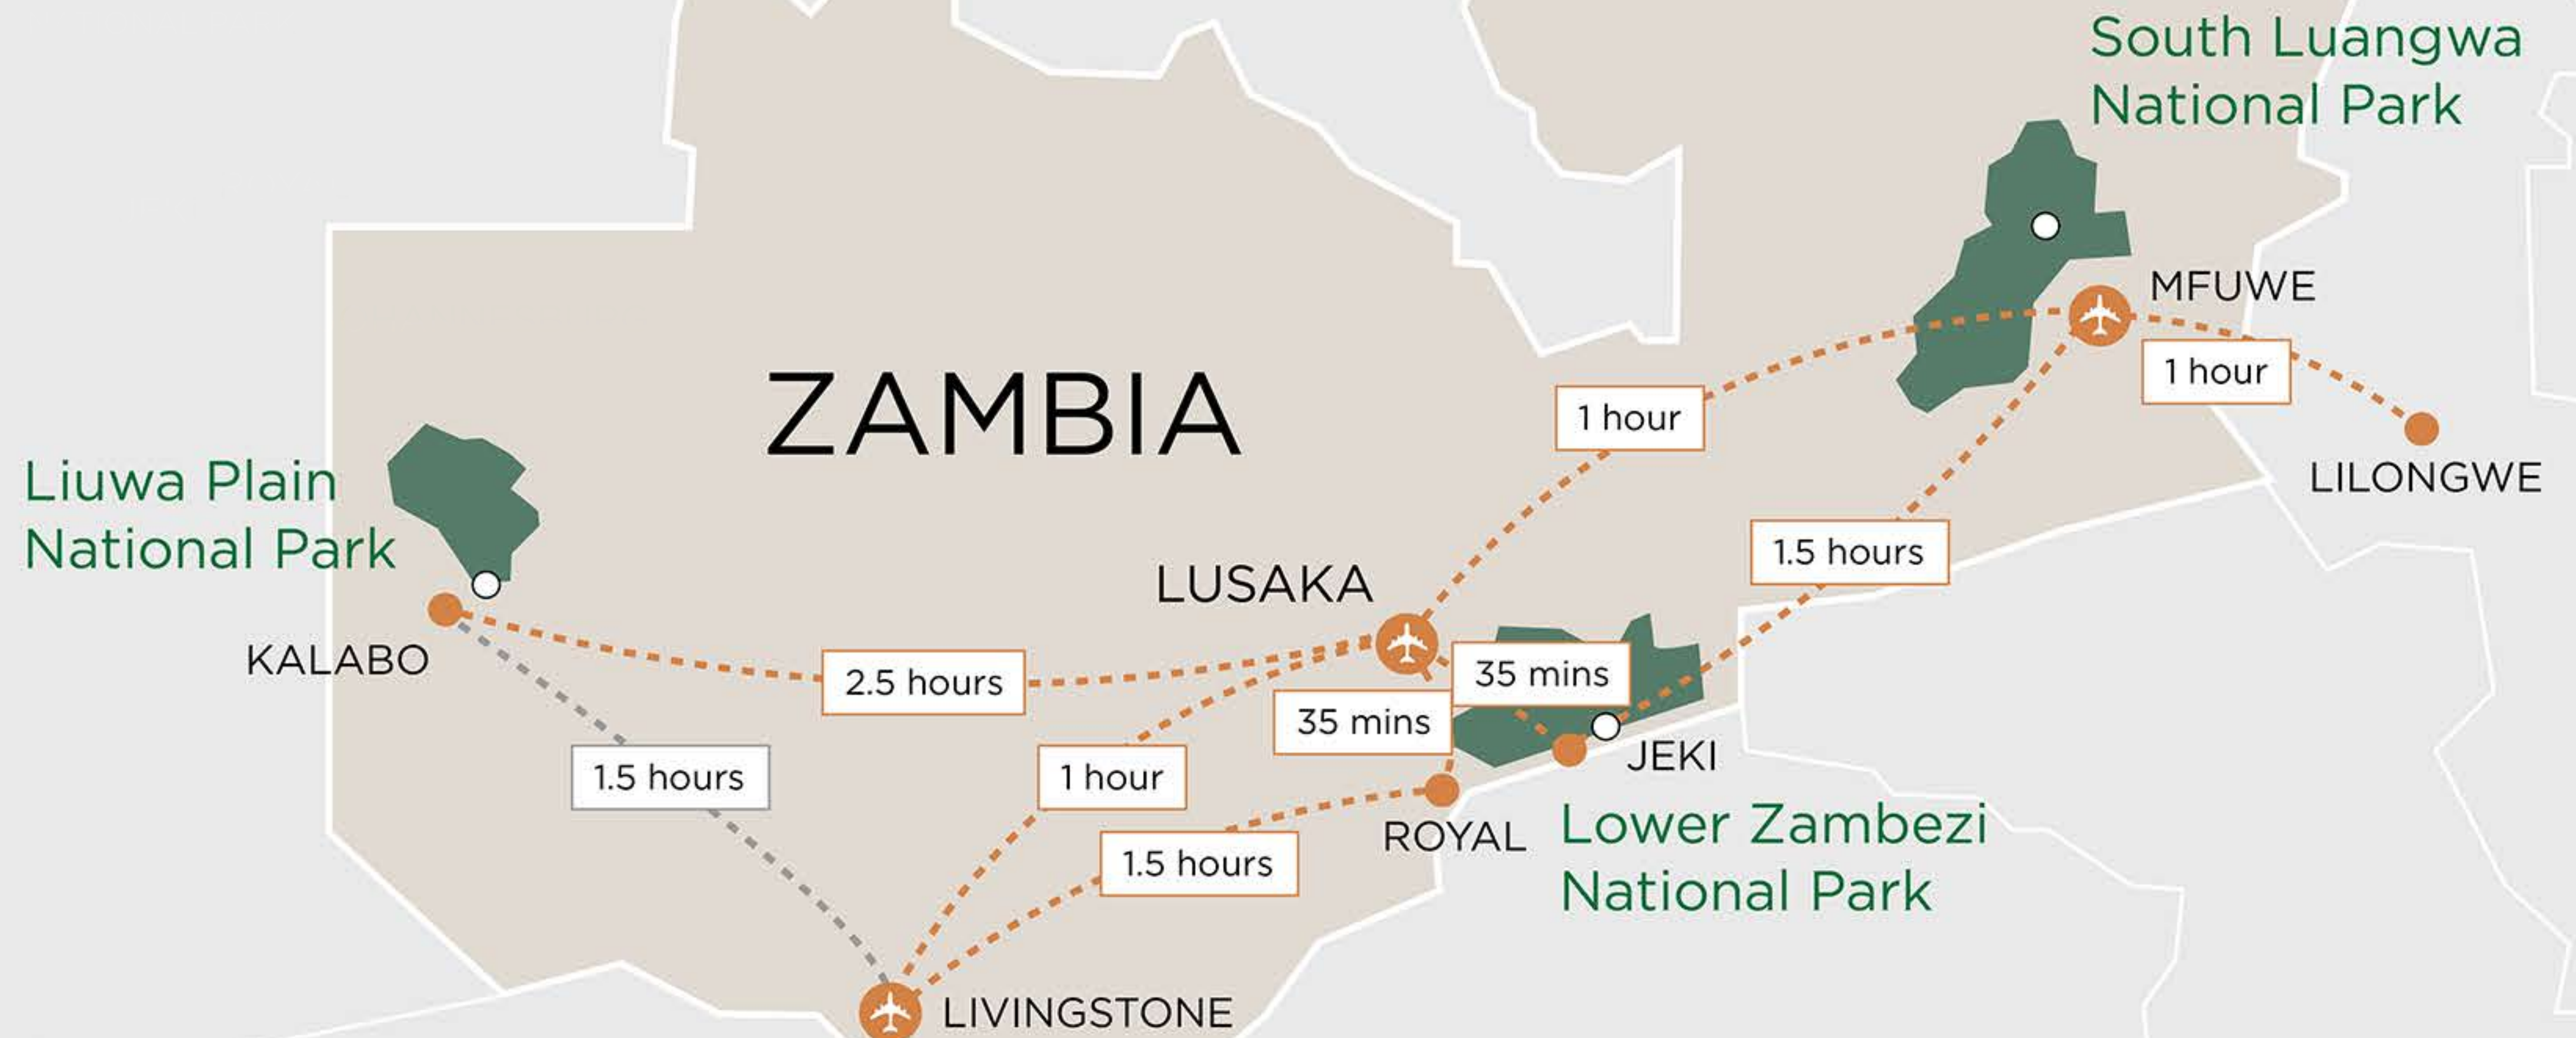 South Luangwa
National Park
MFUWE
1 hour
LILONGWE
1 hour
ZAMBIA
Liuwa Plain
National Park
1.5 hours
LUSAKA
KALABO
2.5 hours
35 mins
35 mins
JEKI
1.5 hours
1 hour
ROYAL
Lower Zambezi
National Park
1.5 hours
LIVINGSTONE